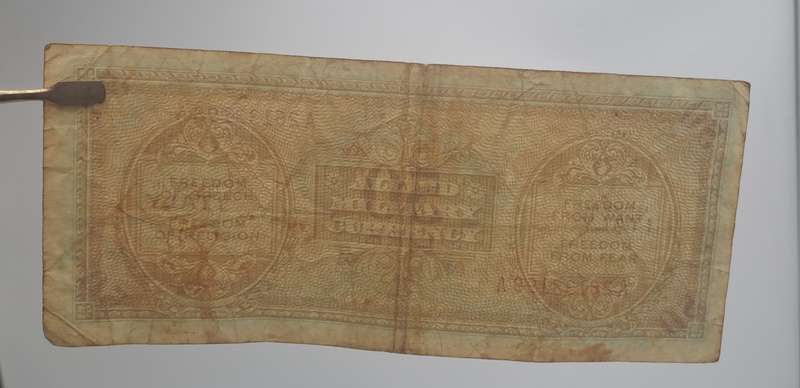 FREEDOM
OF SPEECH
FREEDOM
OF RELIGION
ALLIED
MILITARY
CURRENCY
FREEDOM
FROM WANT
FREEDOM
FROM FEAR